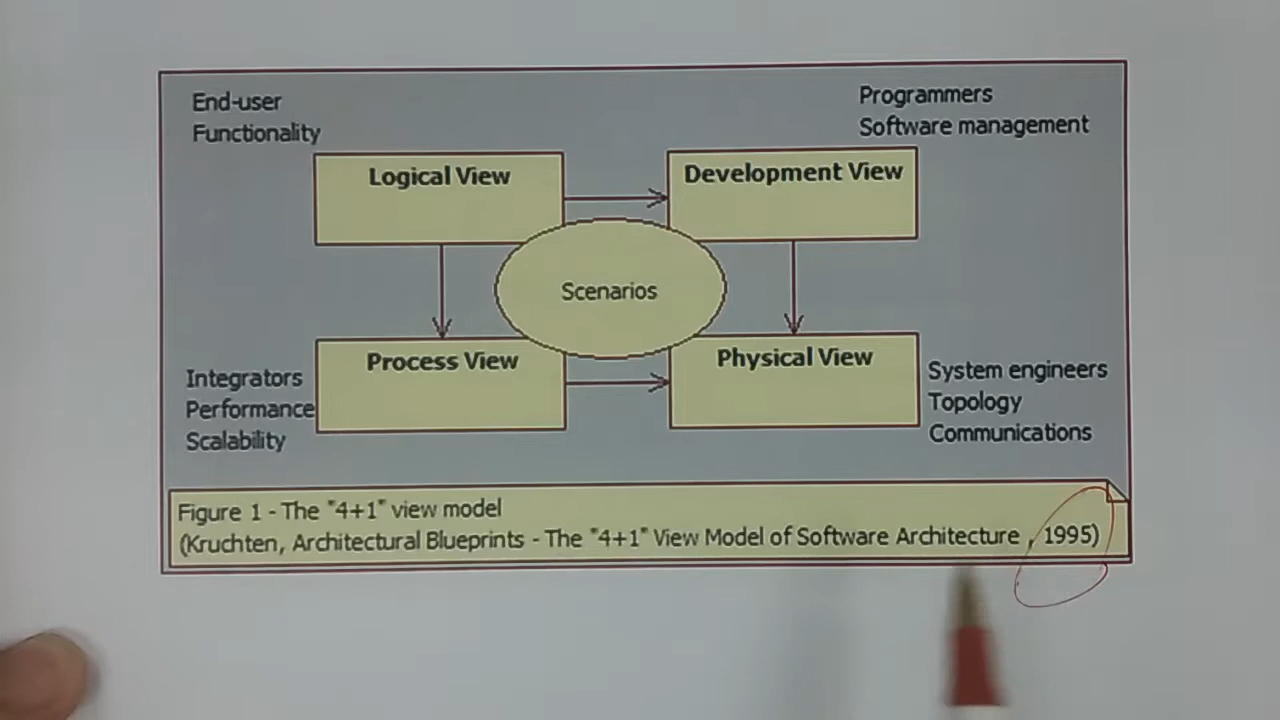 End-user
Functionality
Programmers
Software management
Logical View
Development View
Scenarios
Process View
Physical View
Integrators
Performance
Scalability
System engineers
Topology
Communications
Figure 1 - The "4+1" view model
(Kruchten, Architectural Blueprints - The "4+1" View Model of Software Architecture , 1995)